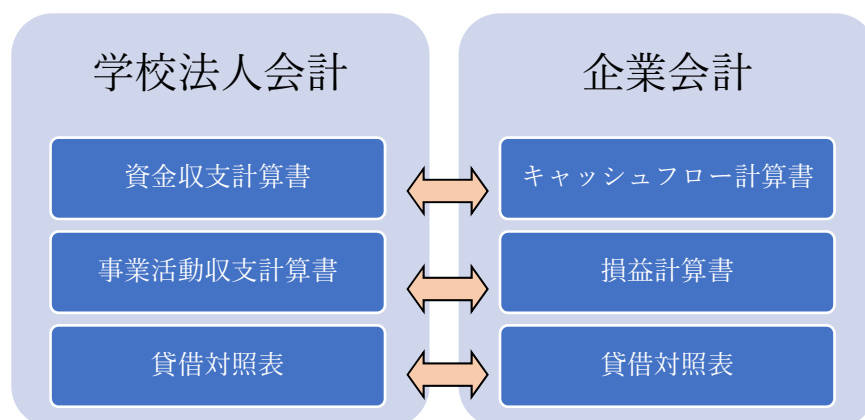 学校法人会計
資金収支計算書
事業活動収支計算書
貸借対照表
企業会計
キャッシュフロー計算書
損益計算書
貸借対照表